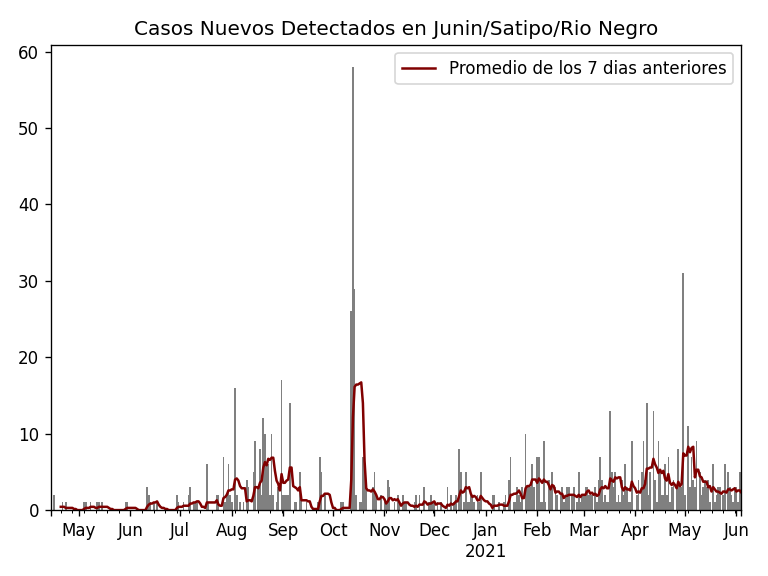 Casos Nuevos Detectados en Junin/Satipo/Rio Negro
Promedio de los 7 dias anteriores
60
50
40
30
20
10
0
May Jun Jul Aug Sep Oct Nov Dec Jan Feb Mar Apr May Jun
2021